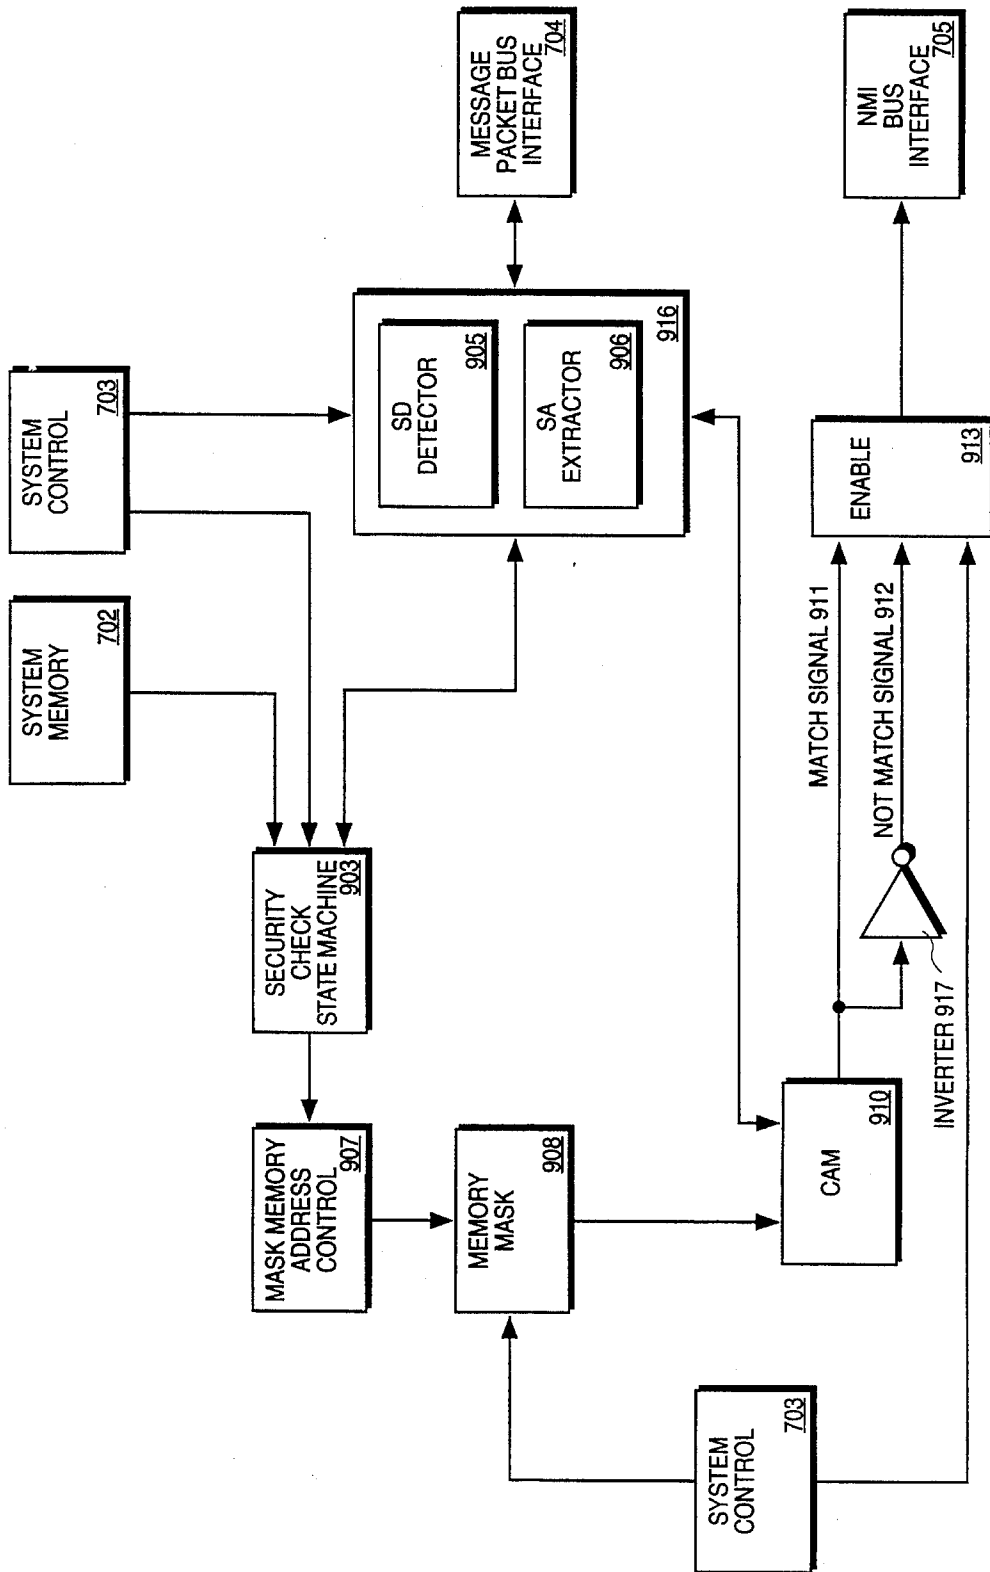 SYSTEM
MEMORY
702
SYSTEM
CONTROL
703
SECURITY
CHECK
STATE MACHINE
903
MASK MEMORY
ADDRESS
CONTROL
907
SD
DETECTOR
905
SA
EXTRACTOR
906
916
MESSAGE
PACKET BUS
INTERFACE
704
MEMORY
MASK
908
SYSTEM
CONTROL
703
CAM
910
MATCH SIGNAL 911
NOT MATCH SIGNAL 912
INVERTER 917
ENABLE
913
NMI
BUS
INTERFACE
705